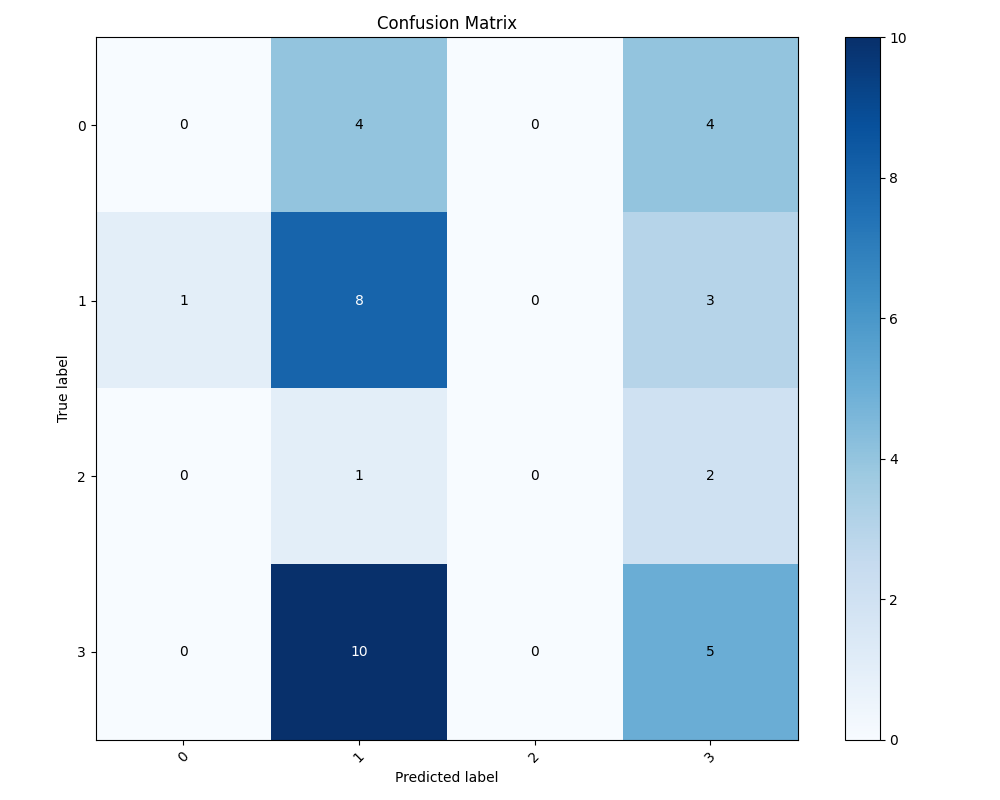 Confusion Matrix
0 0 4 0 4
1 1 8 0 3
2 0 1 0 2
3 0 10 0 5
0 1 2 3
True label
Predicted label
10
8
6
4
2
0